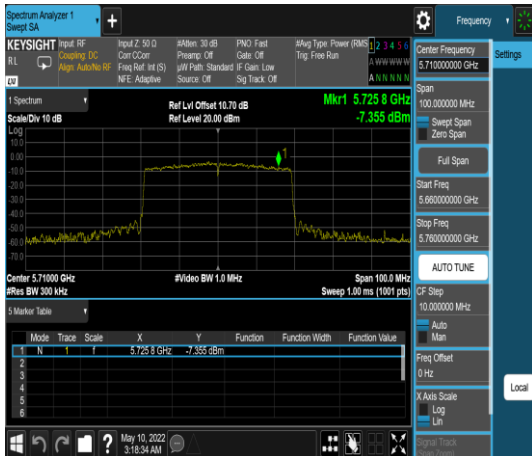 Spectrum Analyzer 1
Swept SA
+
Frequency
KEYSIGHT
RL
LXI
Input: RF
Coupling: DC
Align: Auto/No RF
Input Z: 50 Ω
Corr CCorr
Freq Ref: Int (S)
NFE: Adaptive
#Atten: 30 dB
Preamp: Off
µW Path: Standard
Source: Off
PNO: Fast
Gate: Off
IF Gain: Low
Sig Track: Off
#Avg Type: Power (RMS
Trig: Free Run
1 2 3 4 5 6
A WW WW W
A N N N N N
1 Spectrum
Scale/Div 10 dB
Log
Ref Lvl Offset 10.70 dB
Ref Level 20.00 dBm
Mkr1 5.725 8 GHz
-7.355 dBm
10.0
0.00
-10.0
-20.0
-30.0
-40.0
-50.0
-60.0
-70.0
1
Center 5.71000 GHz
#Res BW 300 kHz
#Video BW 1.0 MHz
Span 100.0 MHz
Sweep 1.00 ms (1001 pts)
5 Marker Table
Mode Trace Scale X Y Function Function Width Function Value
1 N 1 f 5.725 8 GHz -7.355 dBm
2
3
4
5
6
May 10, 2022
3:18:34 AM
Center Frequency
5.710000000 GHz
Span
100.000000 MHz
Swept Span
Zero Span
Full Span
Start Freq
5.660000000 GHz
Stop Freq
5.760000000 GHz
AUTO TUNE
CF Step
10.000000 MHz
Auto
Man
Freq Offset
0 Hz
X Axis Scale
Log
Lin
Signal Track
(Span Zoom)
Settings
Local